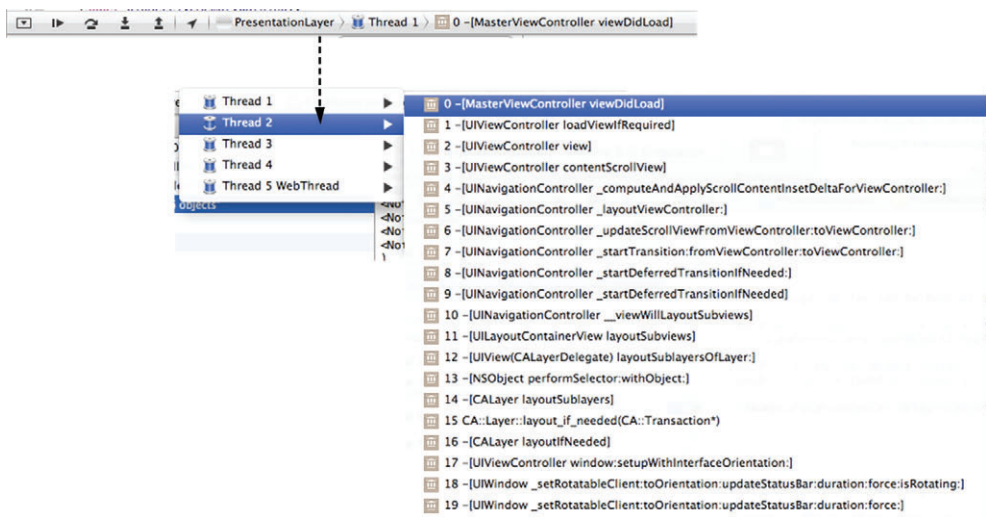 PresentationLayer 〉 Thread 1 〉 0 -[MasterViewController viewDidLoad]
Thread 1
Thread 2
Thread 3
Thread 4
Thread 5 WebThread
objects
<Not
<Not
<Not
)
0 -[MasterViewController viewDidLoad]
1 -[UIViewController loadViewIfRequired]
2 -[UIViewController view]
3 -[UIViewController contentScrollView]
4 -[UINavigationController _computeAndApplyScrollContentInsetDeltaForViewController:]
5 -[UINavigationController _layoutViewController:]
6 -[UINavigationController _updateScrollViewFromViewController:toViewController:]
7 -[UINavigationController _startTransition:fromViewController:toViewController:]
8 -[UINavigationController _startDeferredTransitionIfNeeded:]
9 -[UINavigationController _startDeferredTransitionIfNeeded]
10 -[UINavigationController __viewWillLayoutSubviews]
11 -[UILayoutContainerView layoutSubviews]
12 -[UIView(CALayerDelegate) layoutSublayersOfLayer:]
13 -[NSObject performSelector:withObject:]
14 -[CALayer layoutSublayers]
15 CA::Layer::layout_if_needed(CA::Transaction*)
16 -[CALayer layoutIfNeeded]
17 -[UIViewController window:setupWithInterfaceOrientation:]
18 -[UIWindow _setRotatableClient:toOrientation:updateStatusBar:duration:force:isRotating:]
19 -[UIWindow _setRotatableClient:toOrientation:updateStatusBar:duration:force:]